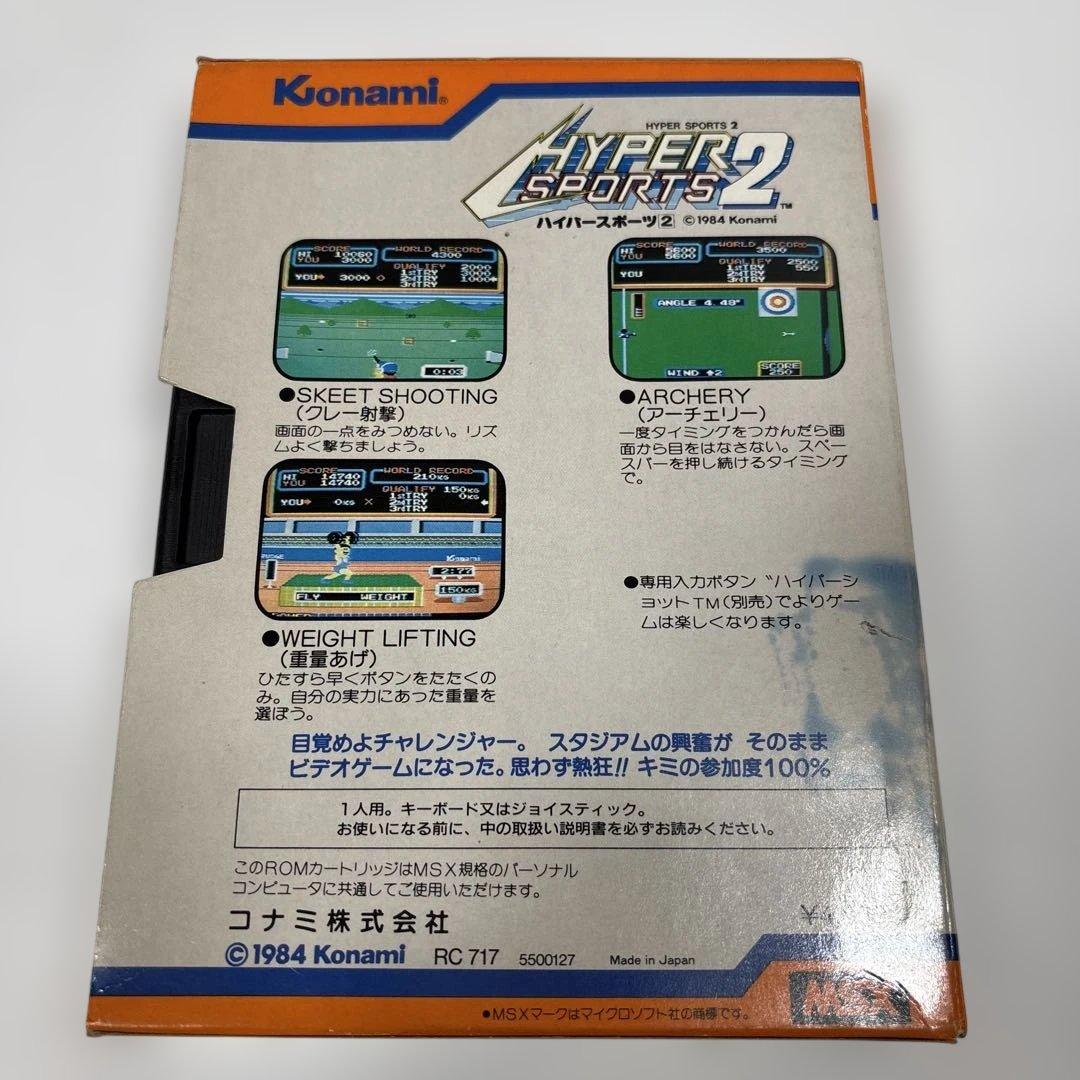 Konami®
HYPER SPORTS 2
HYPER
SPORTS 2™
ハイパースポーツ2 ©1984 Konami
SCORE WORLD RECORD
HI 10060 4300
YOU 3000
QUALIFY 2000
YOU 3000 1stTRY 3000
2ndTRY 1000
3rdTRY
0:03
●SKEET SHOOTING
(クレー射撃)
画面の一点をみつめない。リズ
ムよく撃ちましょう。
SCORE WORLD RECORD
HI 5600 3590
YOU 5600
QUALIFY 2500
YOU 1stTRY 550
2ndTRY
3rdTRY
ANGLE 4.48°
WIND ↑2
SCORE
250
●ARCHERY
(アーチェリー)
一度タイミングをつかんだら画
面から目をはなさない。スペー
スバーを押し続けるタイミング
で。
SCORE WORLD RECORD
HI 14740 210KG
YOU 14740
QUALIFY 150KG
YOU 0KG × 1stTRY 0KG
2ndTRY
3rdTRY
Konami
2:77
150KG
FLY WEIGHT
●WEIGHT LIFTING
(重量あげ)
ひたすら早くボタンをたたくの
み。自分の実力にあった重量を
選ぼう。
●専用入力ボタン〝ハイパーシ
ョットTM(別売)でよりゲー
ムは楽しくなります。
目覚めよチャレンジャー。 スタジアムの興奮が そのまま
ビデオゲームになった。思わず熱狂!! キミの参加度100%
1人用。キーボード又はジョイスティック。
お使いになる前に、中の取扱い説明書を必ずお読みください。
このROMカートリッジはMSX規格のパーソナル
コンピュータに共通してご使用いただけます。
コナミ株式会社
¥
©1984 Konami RC 717 5500127 Made in Japan
MSX
●MSXマークはマイクロソフト社の商標です。